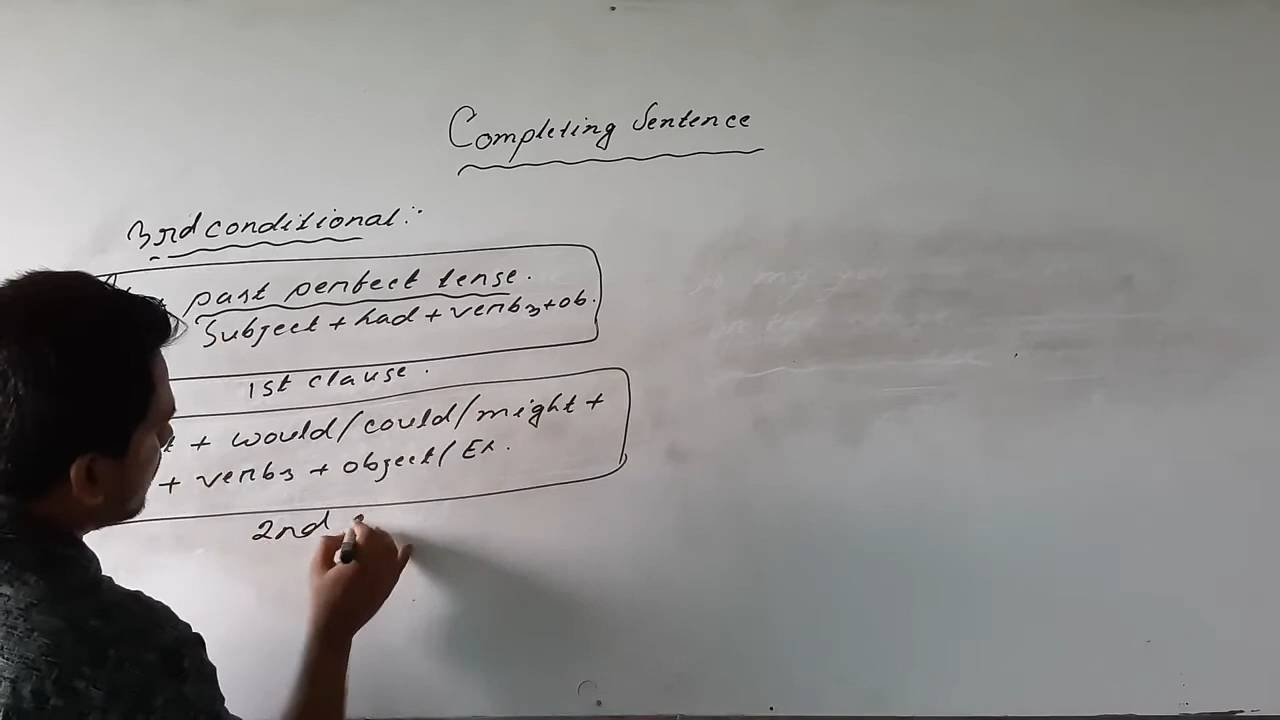 Completing Sentence
3rd conditional:
past perfect tense.
Subject + had + verb3 + ob.
1st clause.
+ would/could/might +
+ verb3 + object/Ex.
2nd